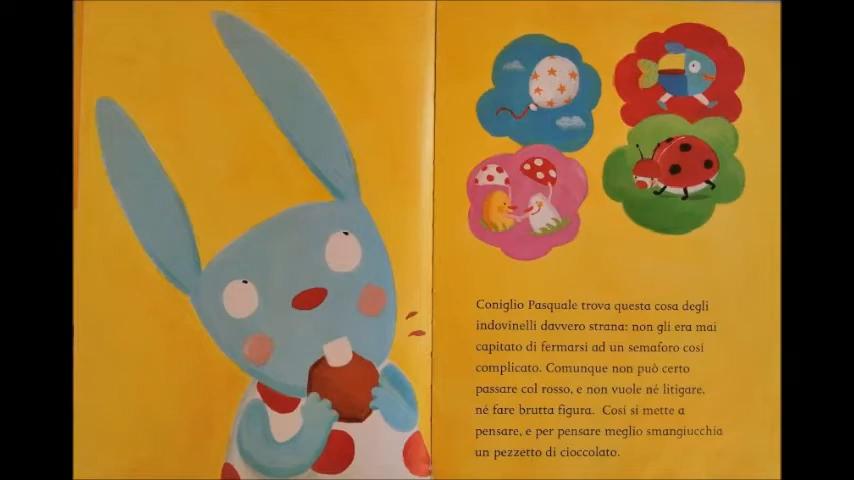 Coniglio Pasquale trova questa cosa degli
indovinelli davvero strana: non gli era mai
capitato di fermarsi ad un semaforo così
complicato. Comunque non può certo
passare col rosso, e non vuole né litigare,
né fare brutta figura. Così si mette a
pensare, e per pensare meglio smangiucchia
un pezzetto di cioccolato.